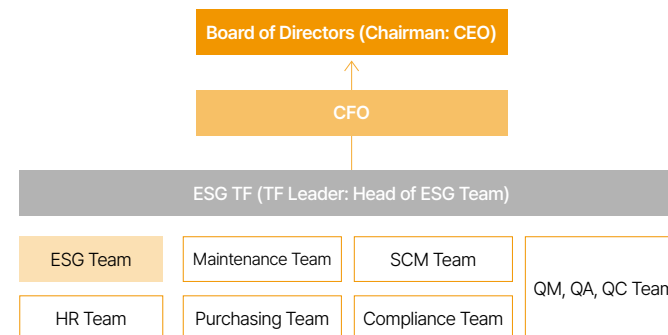 Board of Directors (Chairman: CEO)
CFO
ESG TF (TF Leader: Head of ESG Team)
ESG Team
Maintenance Team
SCM Team
QM, QA, QC Team
HR Team
Purchasing Team
Compliance Team